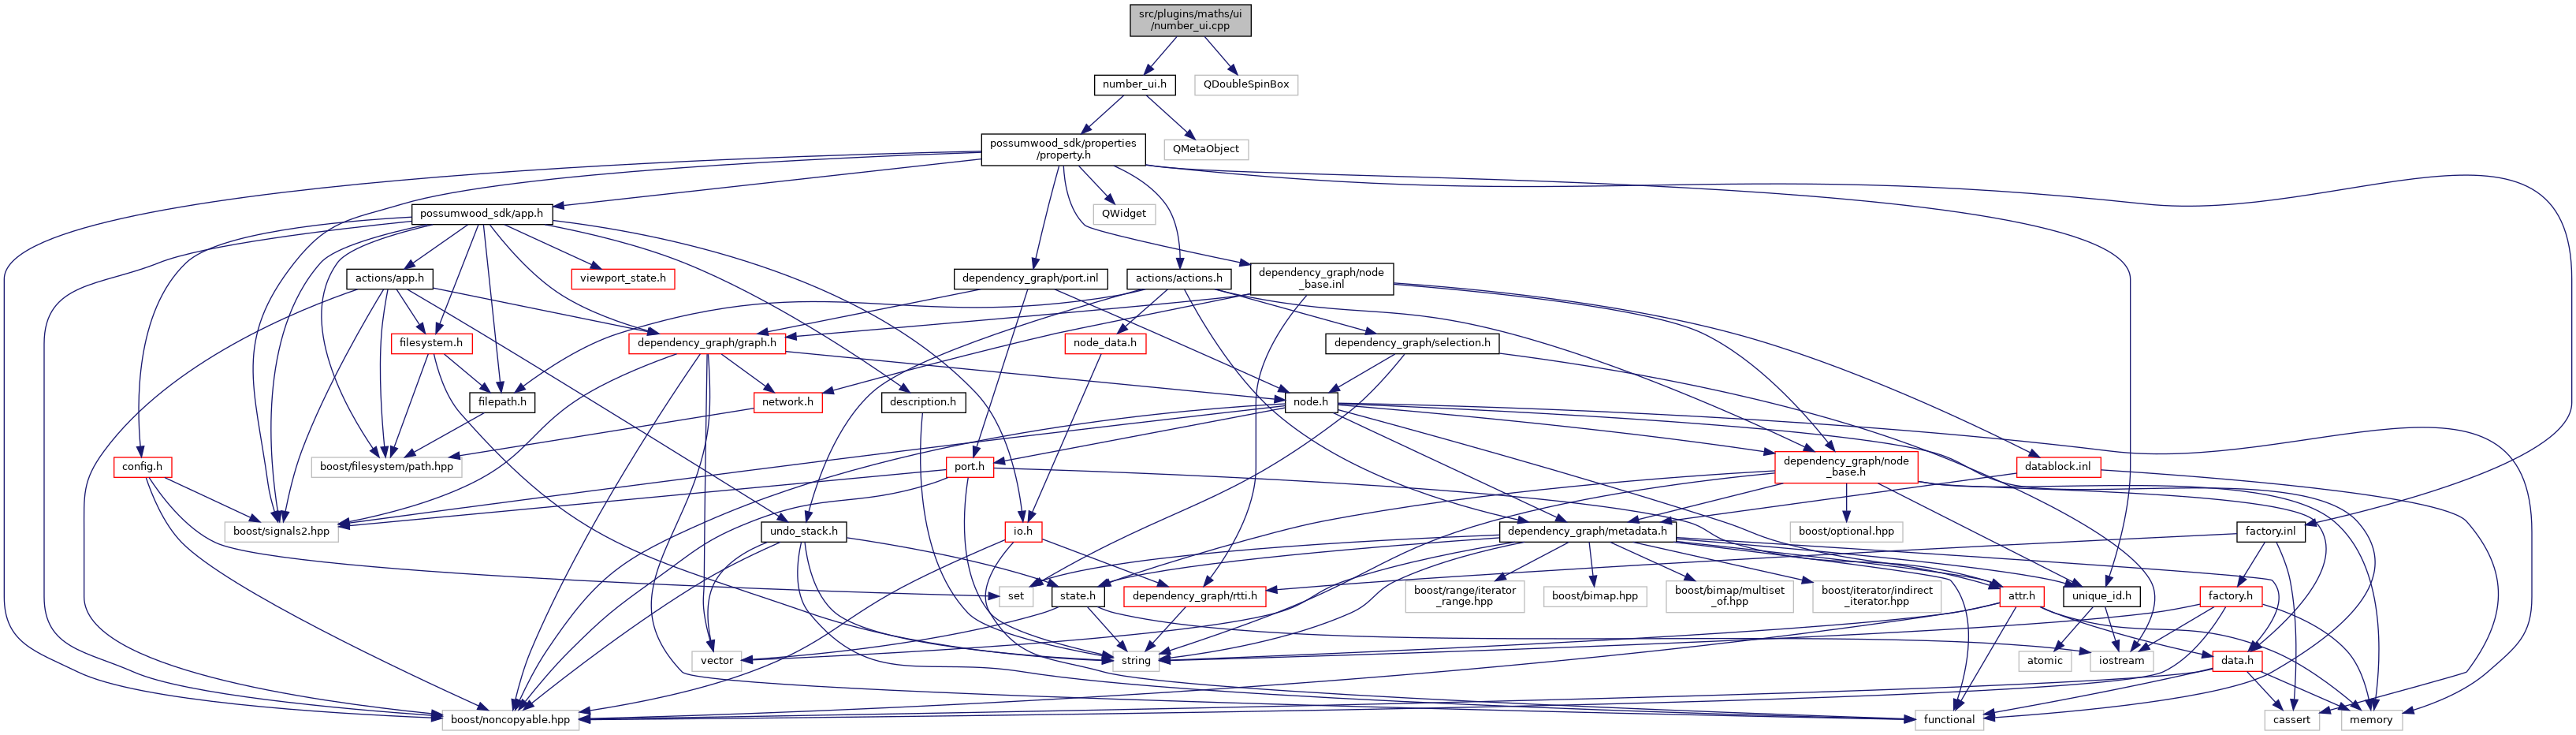 src/plugins/maths/ui
/number_ui.cpp
number_ui.h
QDoubleSpinBox
possumwood_sdk/properties
/property.h
QMetaObject
possumwood_sdk/app.h
QWidget
actions/app.h
viewport_state.h
dependency_graph/port.inl
actions/actions.h
dependency_graph/node
_base.inl
filesystem.h
dependency_graph/graph.h
node_data.h
dependency_graph/selection.h
filepath.h
network.h
description.h
node.h
config.h
boost/filesystem/path.hpp
port.h
dependency_graph/node
_base.h
datablock.inl
boost/signals2.hpp
undo_stack.h
io.h
dependency_graph/metadata.h
boost/optional.hpp
factory.inl
set
state.h
dependency_graph/rtti.h
boost/range/iterator
_range.hpp
boost/bimap.hpp
boost/bimap/multiset
_of.hpp
boost/iterator/indirect
_iterator.hpp
attr.h
unique_id.h
factory.h
vector
string
atomic
iostream
data.h
boost/noncopyable.hpp
functional
cassert
memory